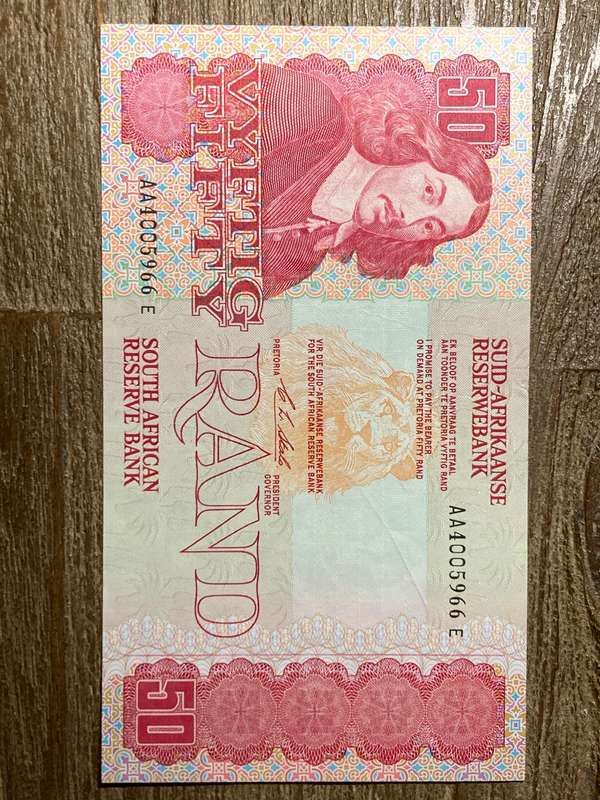 50
SUID-AFRIKAANSE
RESERWEBANK
EK BELOOF OP AANVRAAG TE BETAAL
AAN TOONDER TE PRETORIA VYFTIG RAND
I PROMISE TO PAY THE BEARER
ON DEMAND AT PRETORIA FIFTY RAND
AA4005966 E
VIR DIE SUID-AFRIKAANSE RESERWEBANK
FOR THE SOUTH AFRICAN RESERVE BANK
PRETORIA
PRESIDENT
GOVERNOR
VYFTIG
FIFTY
RAND
AA4005966 E
SOUTH AFRICAN
RESERVE BANK
50